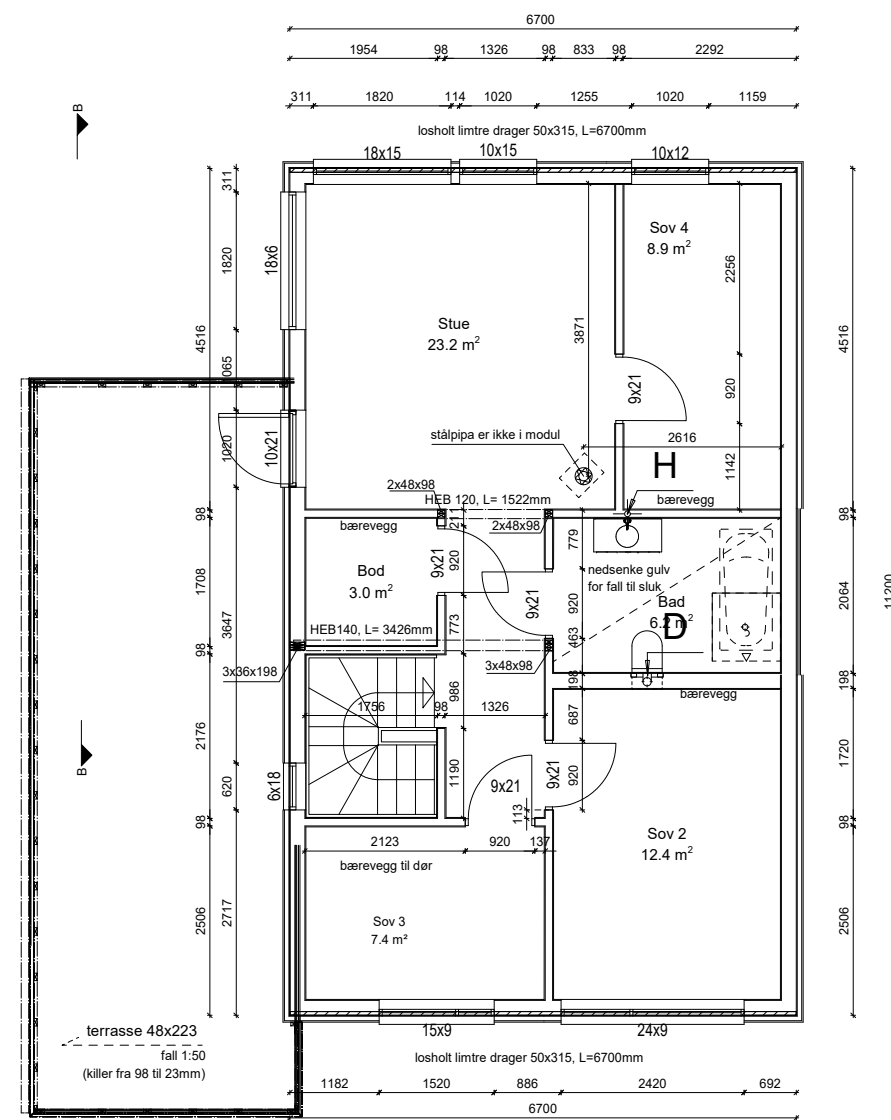 6700
1954 98 1326 98 833 98 2292
311 1820 114 1020 1255 1020 1159
losholt limtre drager 50x315, L=6700mm
18x15 10x15 10x12
B
311
1820
4516
1065
1020
98
1708
3647
98
2176
620
98
2506
2717
18x6
10x21
6x18
Stue
23.2 m²
Sov 4
8.9 m²
2256
3871
920
9x21
2616
1142
stålpipa er ikke i modul
H
bærevegg
2x48x98
HEB 120, L= 1522mm
2x48x98
bærevegg
211
779
Bod
3.0 m²
9x21
920
nedsenke gulv
for fall til sluk
Bad
6.2 m²
D
9x21
920
HEB140, L= 3426mm
773
463
3x36x198
3x48x98
198
bærevegg
986
1756 98 1326
687
1190
9x21
9x21
920
113
2123 920 137
bærevegg til dør
Sov 3
7.4 m²
Sov 2
12.4 m²
4516
98
2064
198
1720
98
2506
11200
B
terrasse 48x223
fall 1:50
(killer fra 98 til 23mm)
15x9 24x9
losholt limtre drager 50x315, L=6700mm
1182 1520 886 2420 692
6700